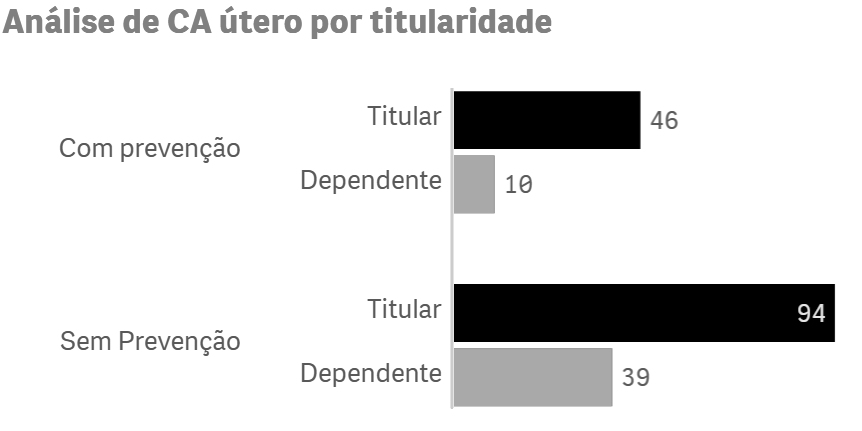 Análise de CA útero por titularidade
Com prevenção
Titular
46
Dependente
10
Sem Prevenção
Titular
94
Dependente
39